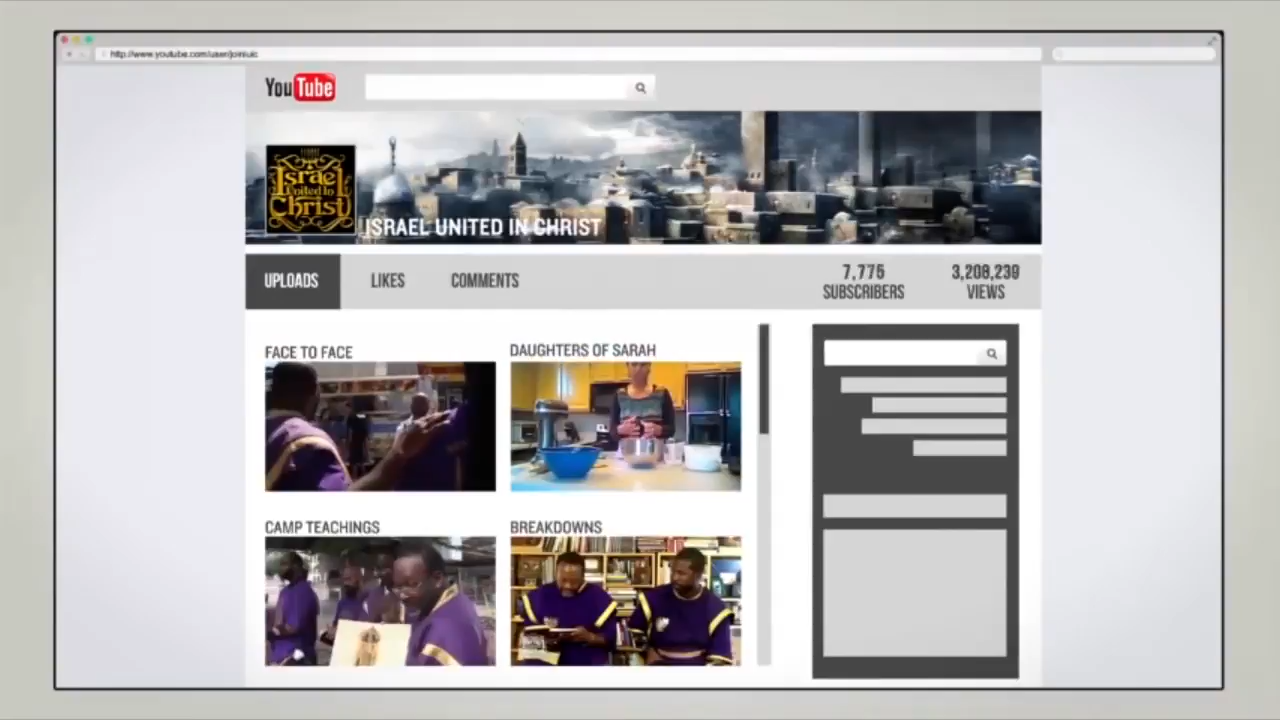 http://www.youtube.com/user/joiniuic
YouTube
Israel
United In
Christ
ISRAEL UNITED IN CHRIST
UPLOADS
LIKES
COMMENTS
7,775
SUBSCRIBERS
3,208,239
VIEWS
FACE TO FACE
DAUGHTERS OF SARAH
CAMP TEACHINGS
BREAKDOWNS